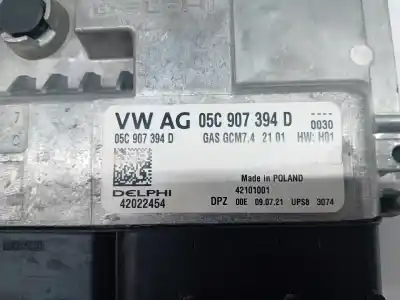 DELPHI
VW AG 05C 907 394 D ----
0030
05C 907 394 D GAS GCM7.4 21 01 HW: H01
Made in POLAND
42101001
DELPHI
42022454 DPZ 00E 09.07.21 UPS8 3074